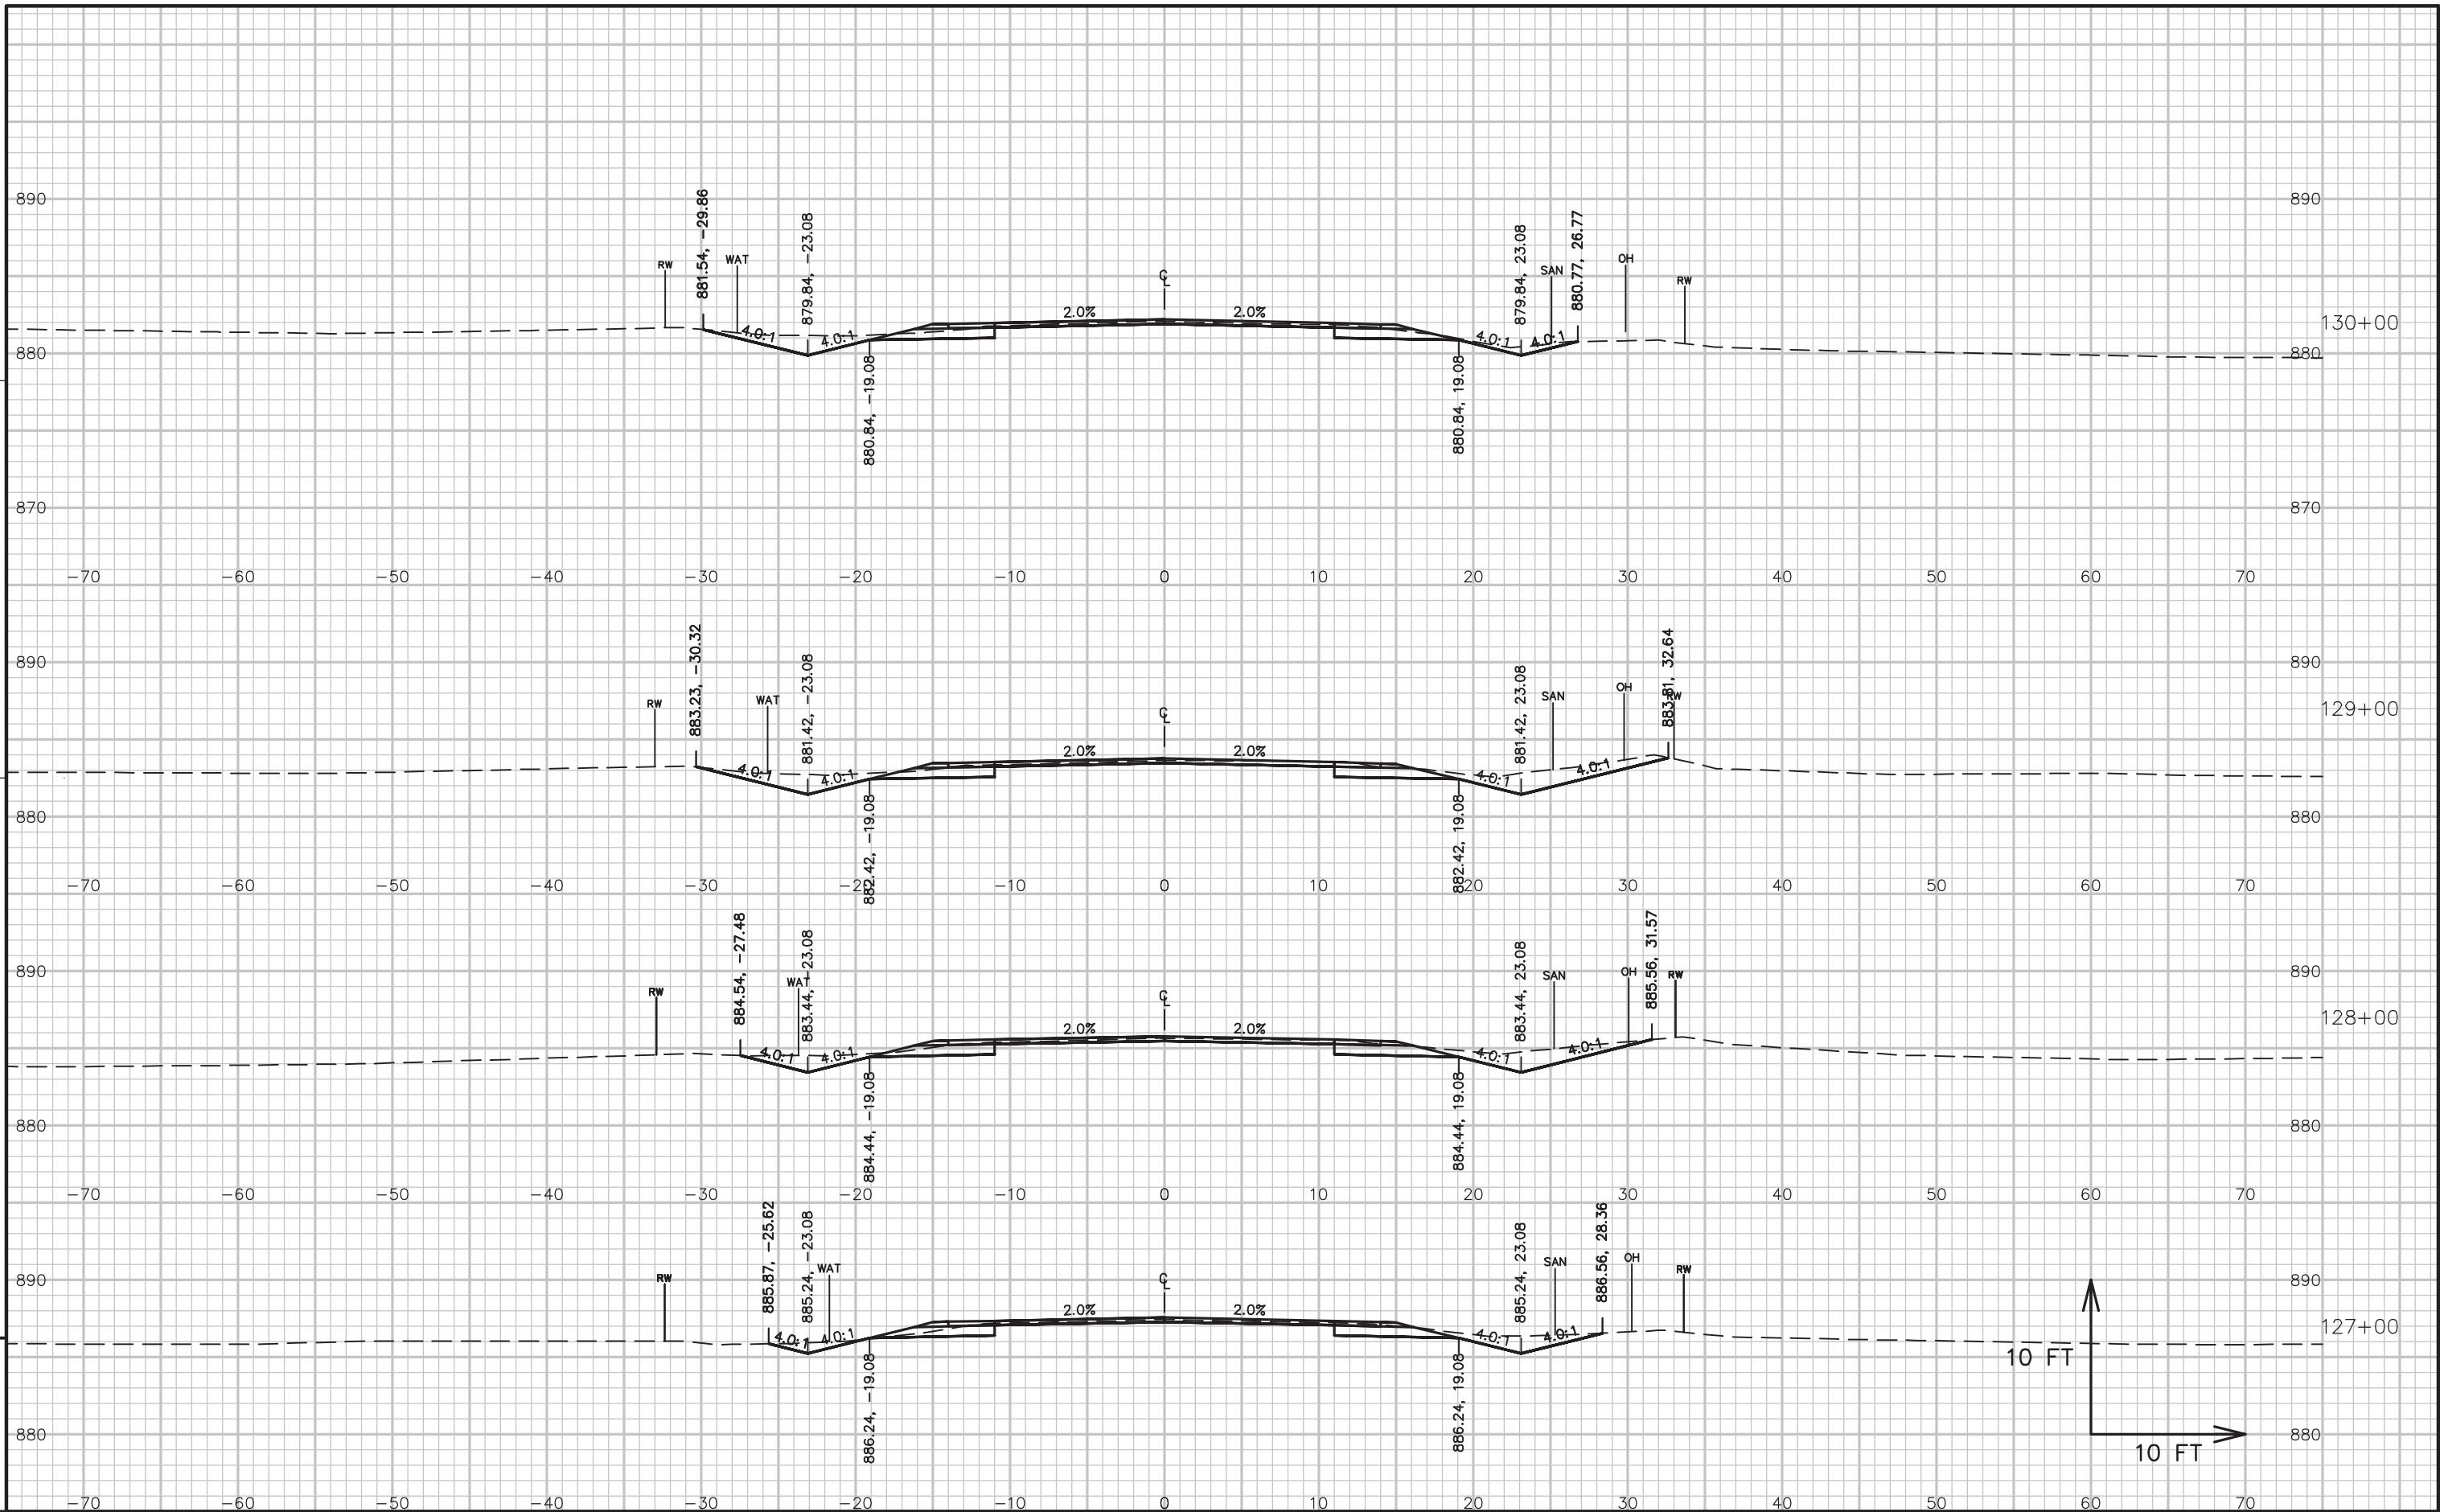 890
890
881.54, -29.86
879.84, -23.08
879.84, 23.08
880.77, 26.77
RW
WAT
CL
SAN
OH
RW
4.0:1
4.0:1
2.0%
2.0%
4.0:1
4.0:1
130+00
880
880
880.84, -19.08
880.84, 19.08
870
870
-70 -60 -50 -40 -30 -20 -10 0 10 20 30 40 50 60 70
883.23, -30.32
881.42, -23.08
881.42, 23.08
883.81, 32.64
890
890
RW
WAT
CL
SAN
OH
RW
129+00
4.0:1
4.0:1
2.0%
2.0%
4.0:1
4.0:1
880
880
882.42, -19.08
882.42, 19.08
-70 -60 -50 -40 -30 -20 -10 0 10 20 30 40 50 60 70
884.54, -27.48
883.44, -23.08
883.44, 23.08
885.56, 31.57
890
890
RW
WAT
CL
SAN
OH
RW
128+00
4.0:1
4.0:1
2.0%
2.0%
4.0:1
4.0:1
880
880
884.44, -19.08
884.44, 19.08
-70 -60 -50 -40 -30 -20 -10 0 10 20 30 40 50 60 70
885.87, -25.62
885.24, -23.08
885.24, 23.08
886.56, 28.36
890
890
RW
WAT
CL
SAN
OH
RW
127+00
4.0:1
4.0:1
2.0%
2.0%
4.0:1
4.0:1
10 FT
880
880
886.24, -19.08
886.24, 19.08
10 FT
-70 -60 -50 -40 -30 -20 -10 0 10 20 30 40 50 60 70